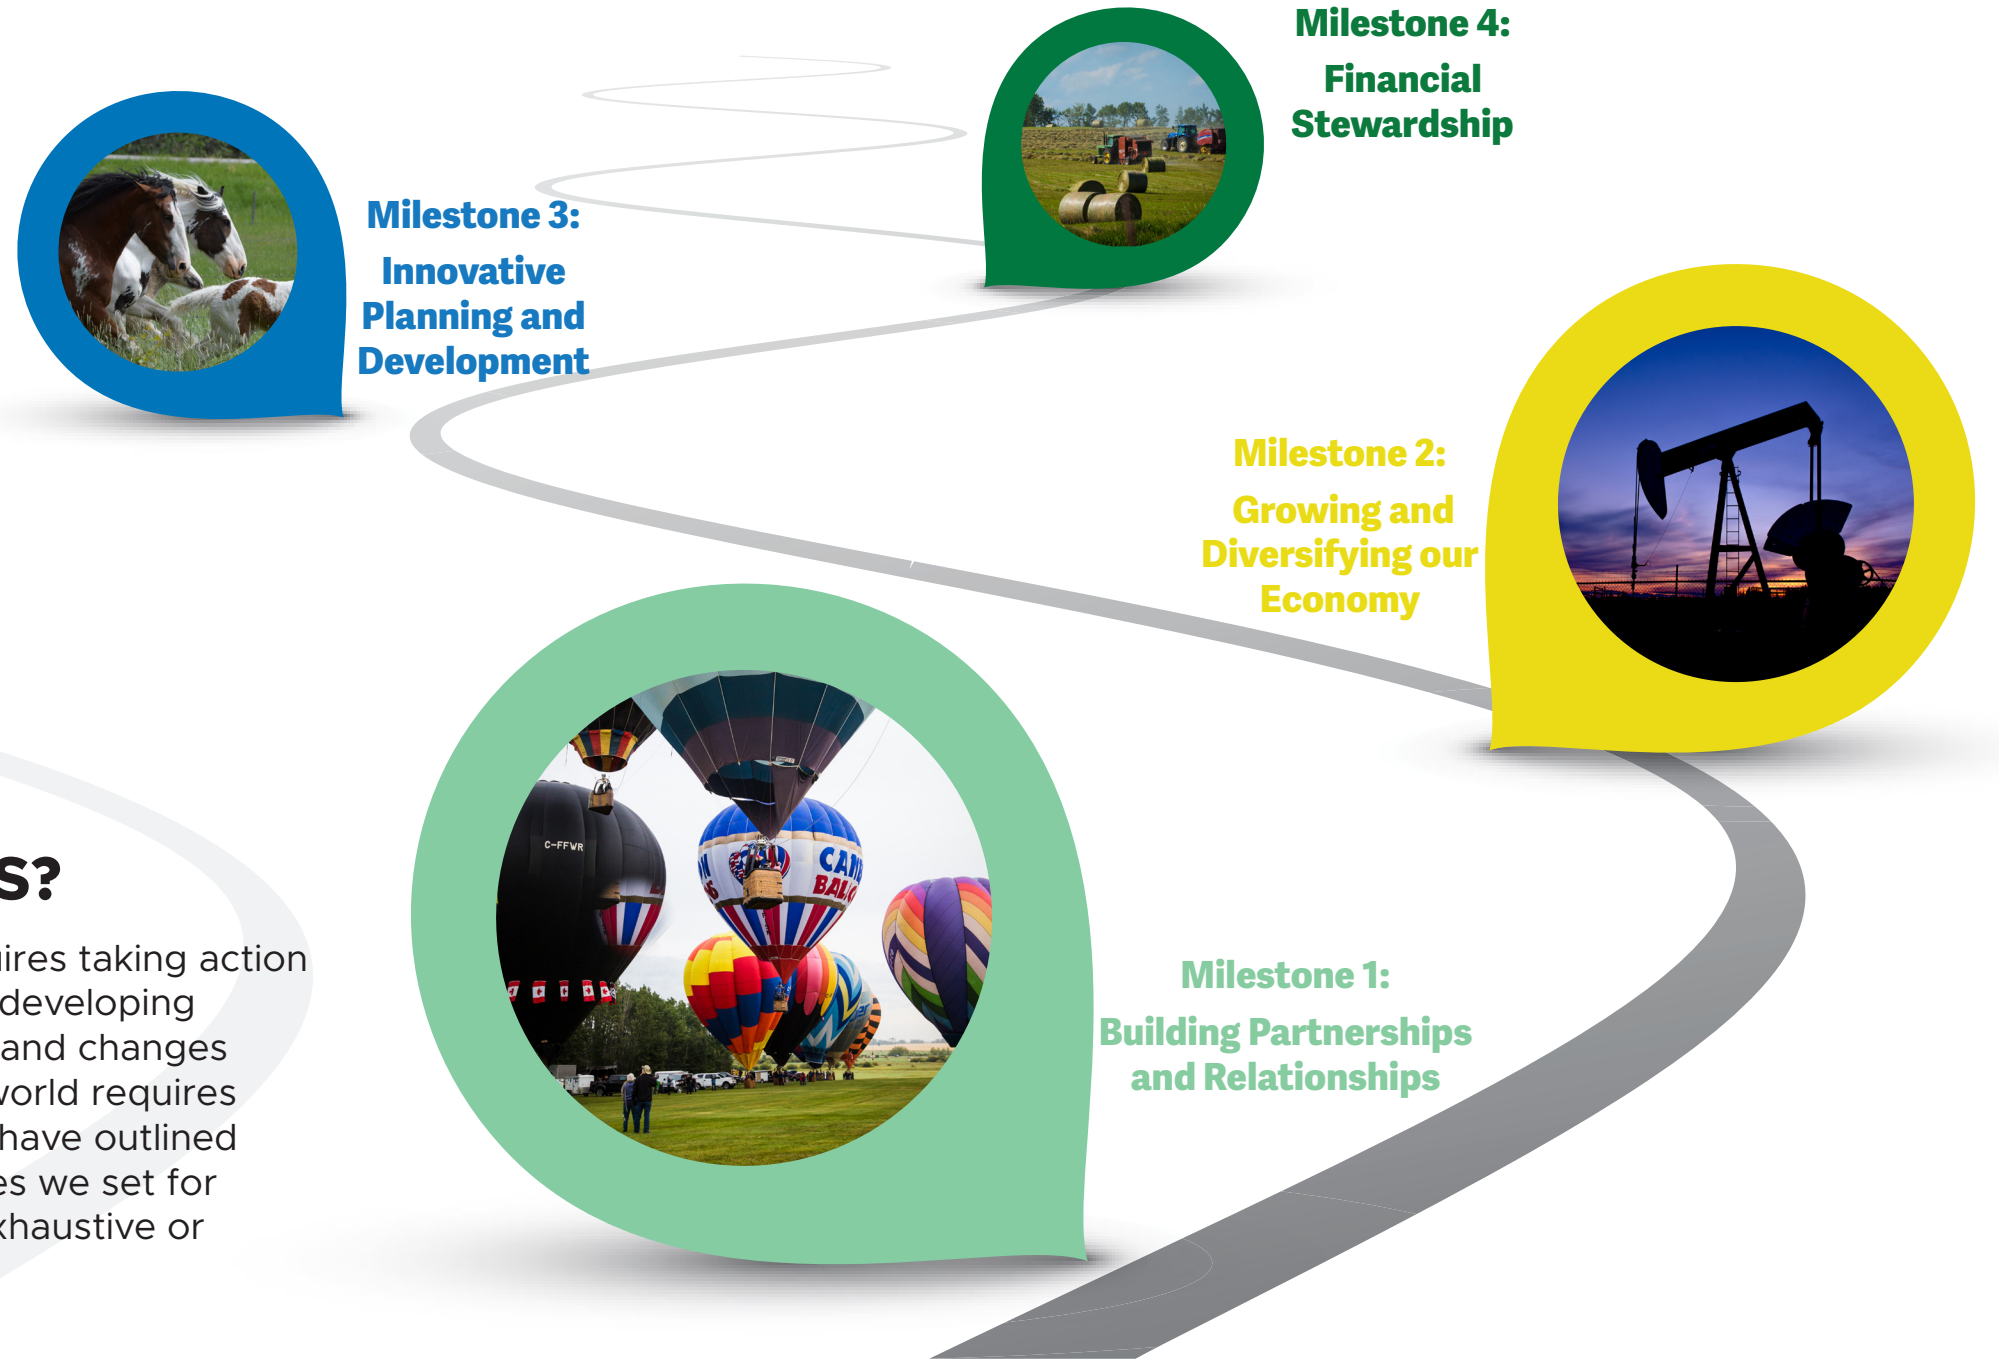 Milestone 4:
Financial
Stewardship
Milestone 3:
Innovative
Planning and
Development
Milestone 2:
Growing and
Diversifying our
Economy
C-FFWR
Milestone 1:
Building Partnerships
and Relationships
S?
ires taking action
developing
and changes
world requires
have outlined
es we set for
xhaustive or